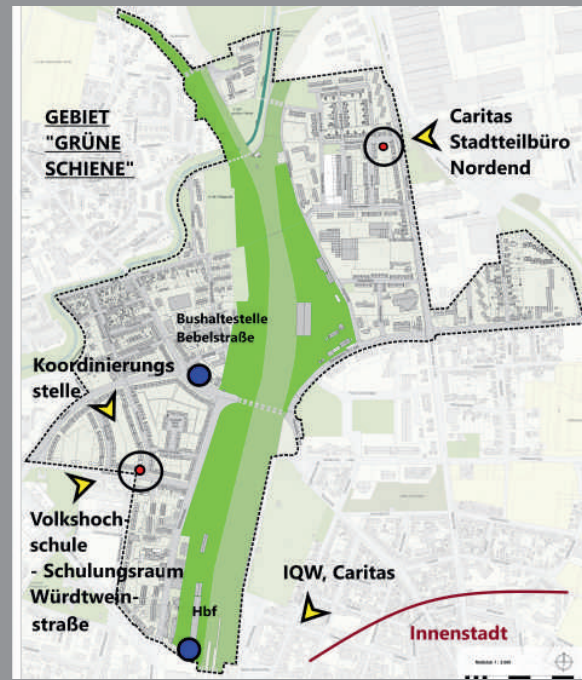 GEBIET
"GRÜNE
SCHIENE"
Caritas
Stadtteilbüro
Nordend
Bushaltestelle
Bebelstraße
Koordinierungs
stelle
Volkshoch-
schule
- Schulungsraum
Würdtwein-
straße
Hbf
IQW, Caritas
Innenstadt